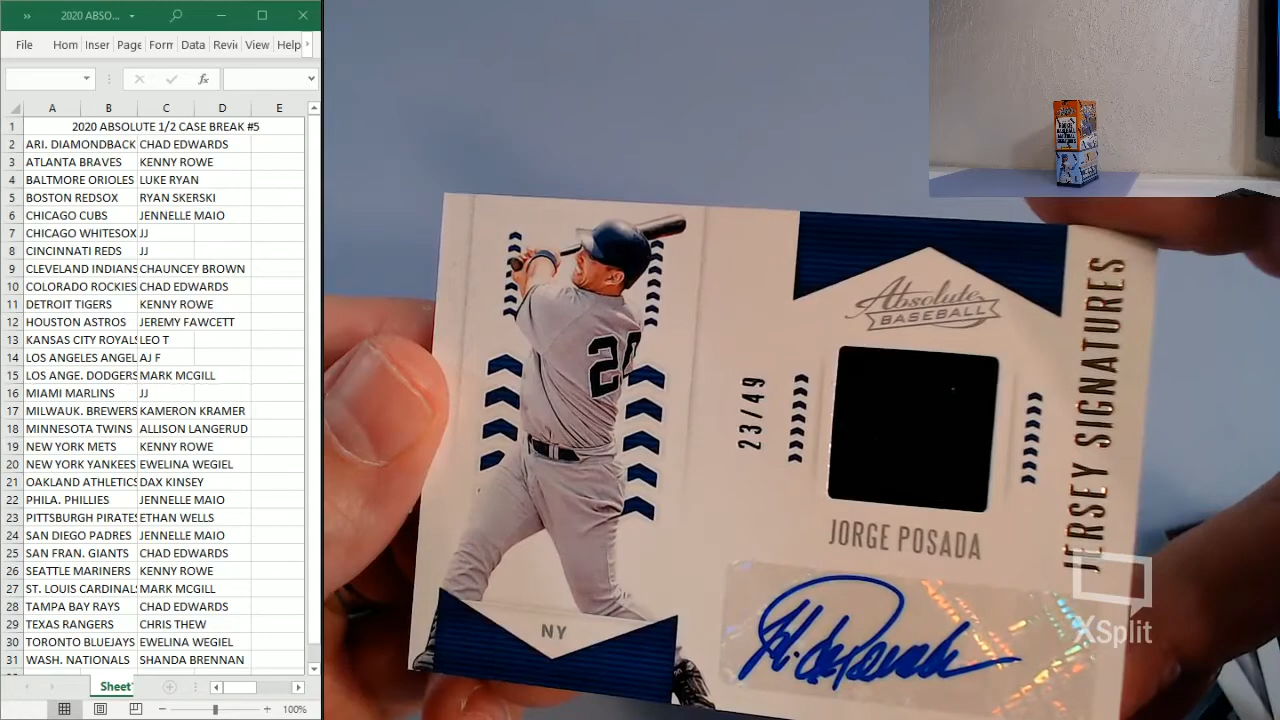 2020 ABSO...
File Hom Inser Page Form Data Revie View Help
fx
A B C D E
1 2020 ABSOLUTE 1/2 CASE BREAK #5
2 ARI. DIAMONDBACK CHAD EDWARDS
3 ATLANTA BRAVES KENNY ROWE
4 BALTMORE ORIOLES LUKE RYAN
5 BOSTON REDSOX RYAN SKERSKI
6 CHICAGO CUBS JENNELLE MAIO
7 CHICAGO WHITESOX JJ
8 CINCINNATI REDS JJ
9 CLEVELAND INDIANS CHAUNCEY BROWN
10 COLORADO ROCKIES CHAD EDWARDS
11 DETROIT TIGERS KENNY ROWE
12 HOUSTON ASTROS JEREMY FAWCETT
13 KANSAS CITY ROYALS LEO T
14 LOS ANGELES ANGEL AJ F
15 LOS ANGE. DODGERS MARK MCGILL
16 MIAMI MARLINS JJ
17 MILWAUK. BREWERS KAMERON KRAMER
18 MINNESOTA TWINS ALLISON LANGERUD
19 NEW YORK METS KENNY ROWE
20 NEW YORK YANKEES EWELINA WEGIEL
21 OAKLAND ATHLETICS DAX KINSEY
22 PHILA. PHILLIES JENNELLE MAIO
23 PITTSBURGH PIRATES ETHAN WELLS
24 SAN DIEGO PADRES JENNELLE MAIO
25 SAN FRAN. GIANTS CHAD EDWARDS
26 SEATTLE MARINERS KENNY ROWE
27 ST. LOUIS CARDINALS MARK MCGILL
28 TAMPA BAY RAYS CHAD EDWARDS
29 TEXAS RANGERS CHRIS THEW
30 TORONTO BLUEJAYS EWELINA WEGIEL
31 WASH. NATIONALS SHANDA BRENNAN
Sheet
100%
Absolute
BASEBALL
23/49
JERSEY SIGNATURES
JORGE POSADA
NY
20
XSplit